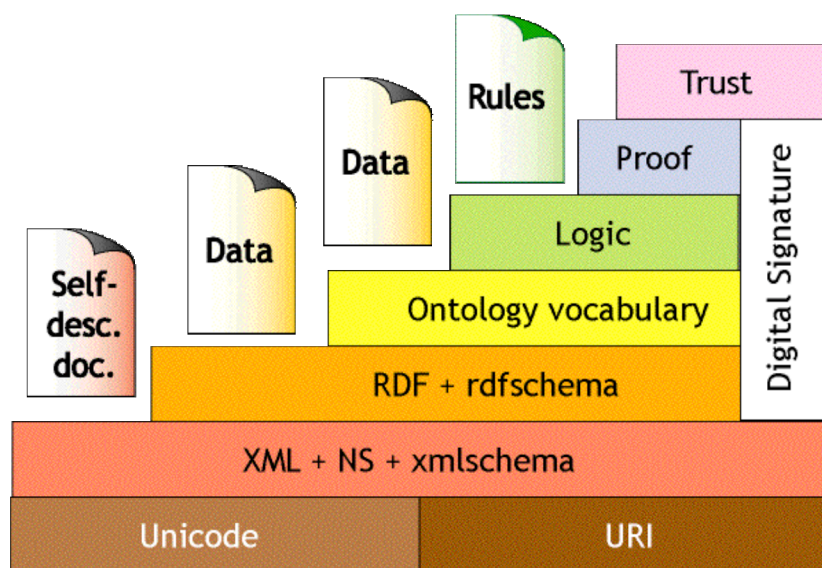 Rules
Trust
Data
Proof
Data
Logic
Self-
desc.
doc.
Ontology vocabulary
Digital Signature
RDF + rdfschema
XML + NS + xmlschema
Unicode
URI